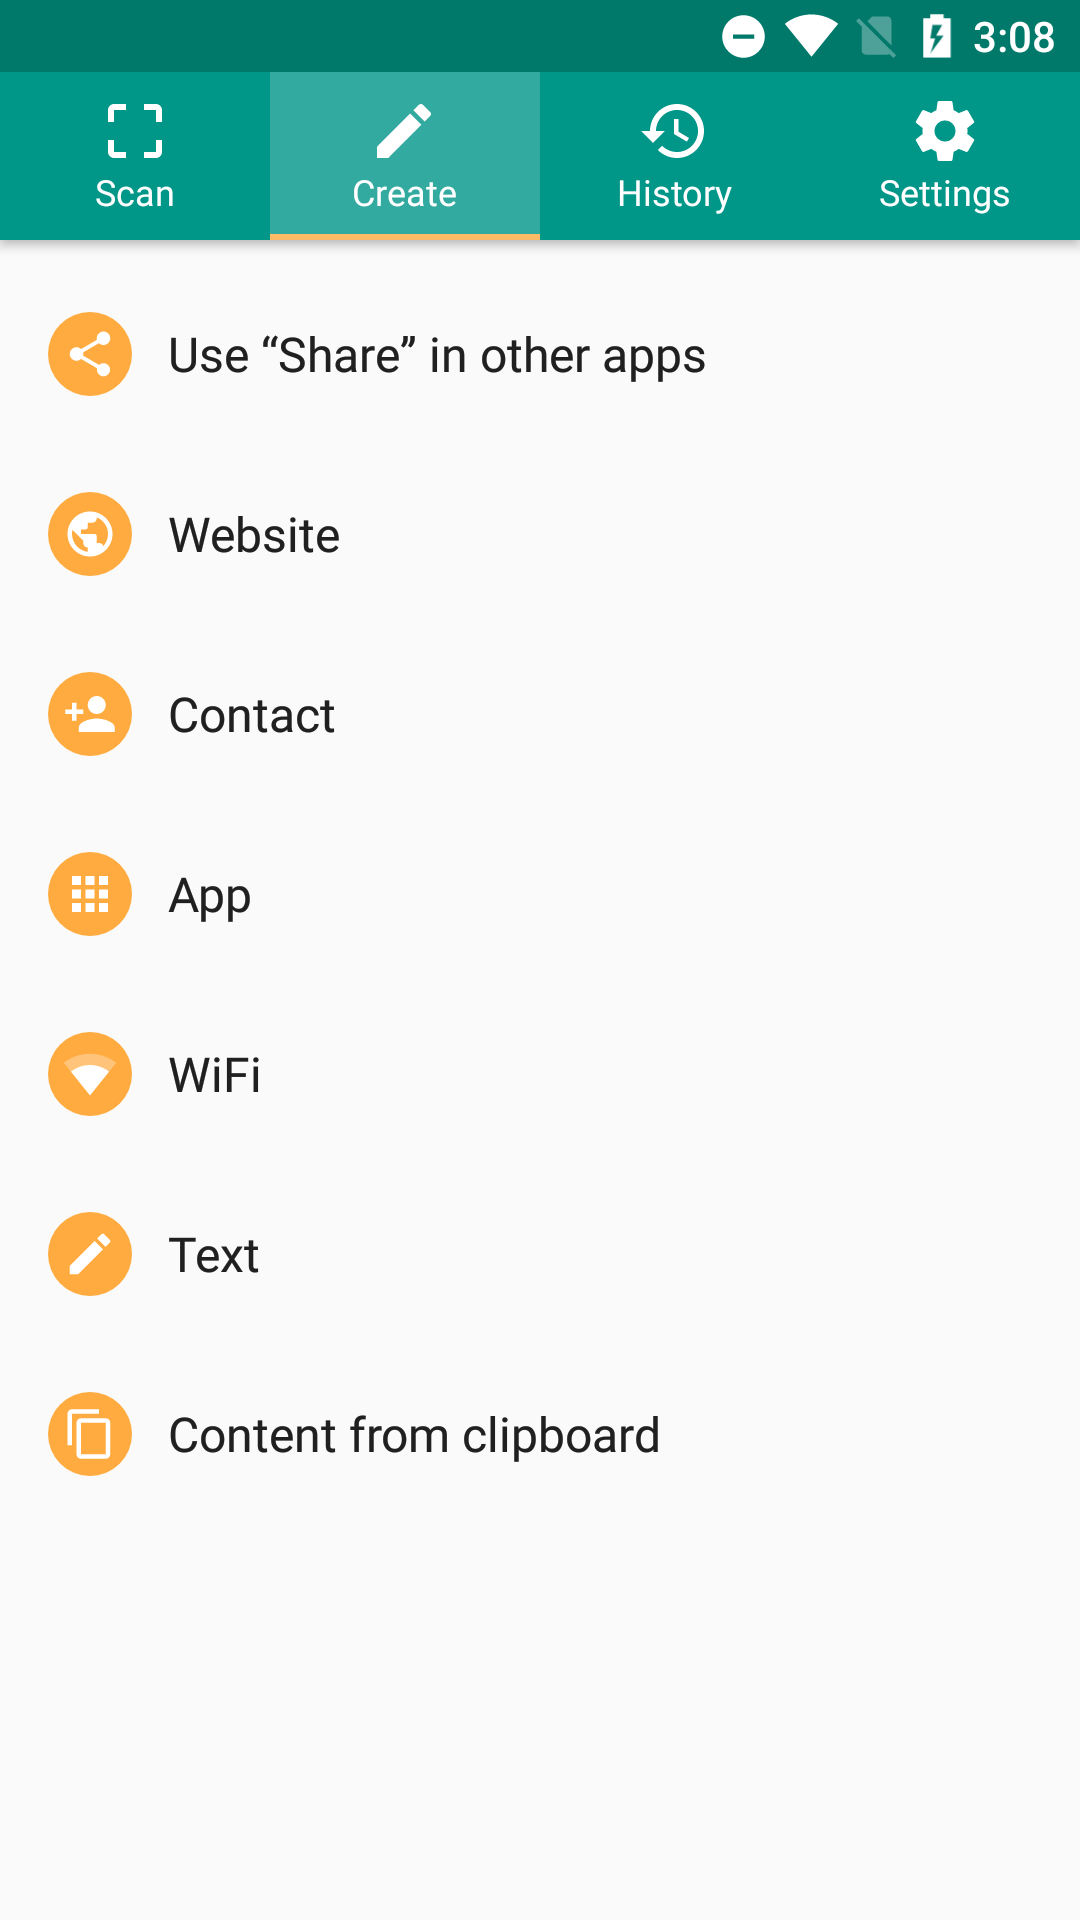 3:08
Scan Create History Settings
Use “Share” in other apps
Website
Contact
App
WiFi
Text
Content from clipboard